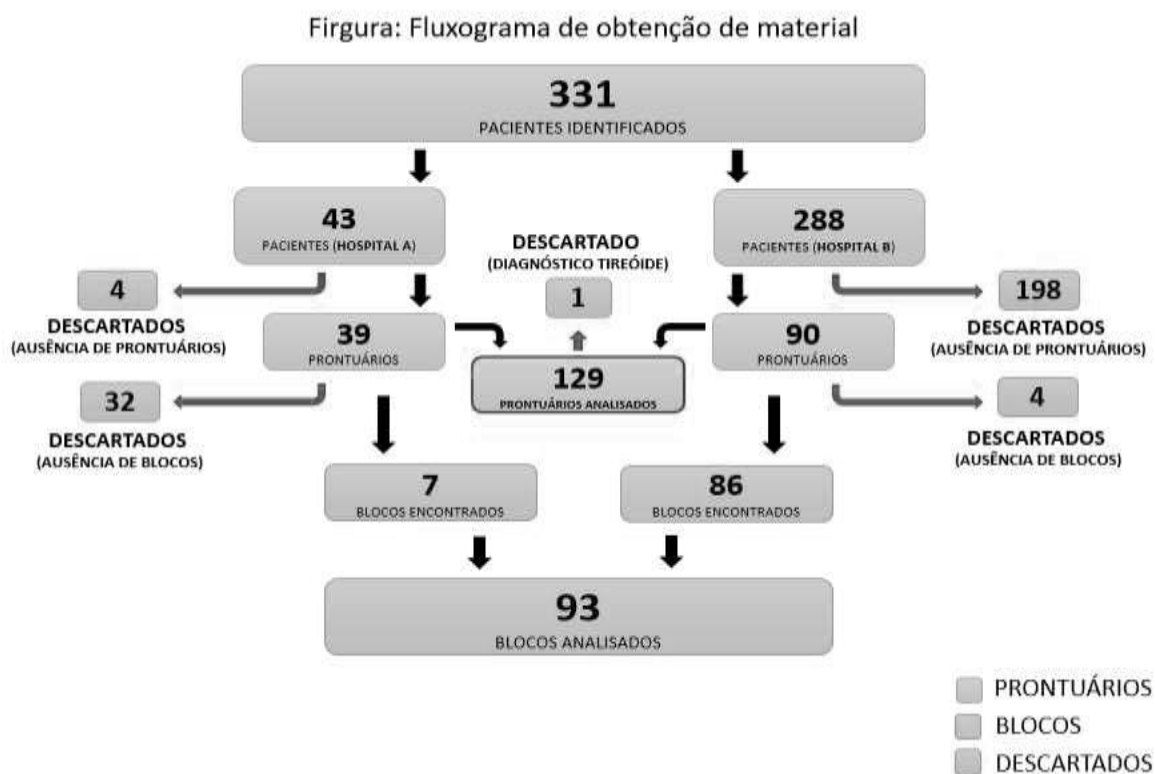 Firgura: Fluxograma de obtenção de material
331
PACIENTES IDENTIFICADOS
43
PACIENTES (HOSPITAL A)
288
PACIENTES (HOSPITAL B)
DESCARTADO
(DIAGNÓSTICO TIREÓIDE)
1
4
DESCARTADOS
(AUSÊNCIA DE PRONTUÁRIOS)
198
DESCARTADOS
(AUSÊNCIA DE PRONTUÁRIOS)
39
PRONTUÁRIOS
90
PRONTUÁRIOS
129
PRONTUÁRIOS ANALISADOS
32
DESCARTADOS
(AUSÊNCIA DE BLOCOS)
4
DESCARTADOS
(AUSÊNCIA DE BLOCOS)
7
BLOCOS ENCONTRADOS
86
BLOCOS ENCONTRADOS
93
BLOCOS ANALISADOS
PRONTUÁRIOS
BLOCOS
DESCARTADOS